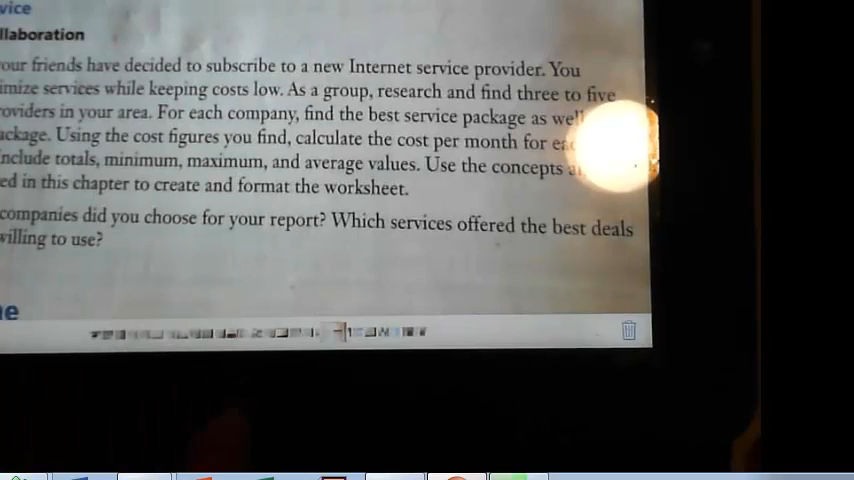 vice
llaboration
our friends have decided to subscribe to a new Internet service provider. You
imize services while keeping costs low. As a group, research and find three to five
oviders in your area. For each company, find the best service package as well
ackage. Using the cost figures you find, calculate the cost per month for
nclude totals, minimum, maximum, and average values. Use the concepts
ed in this chapter to create and format the worksheet.
companies did you choose for your report? Which services offered the best deals
willing to use?
e